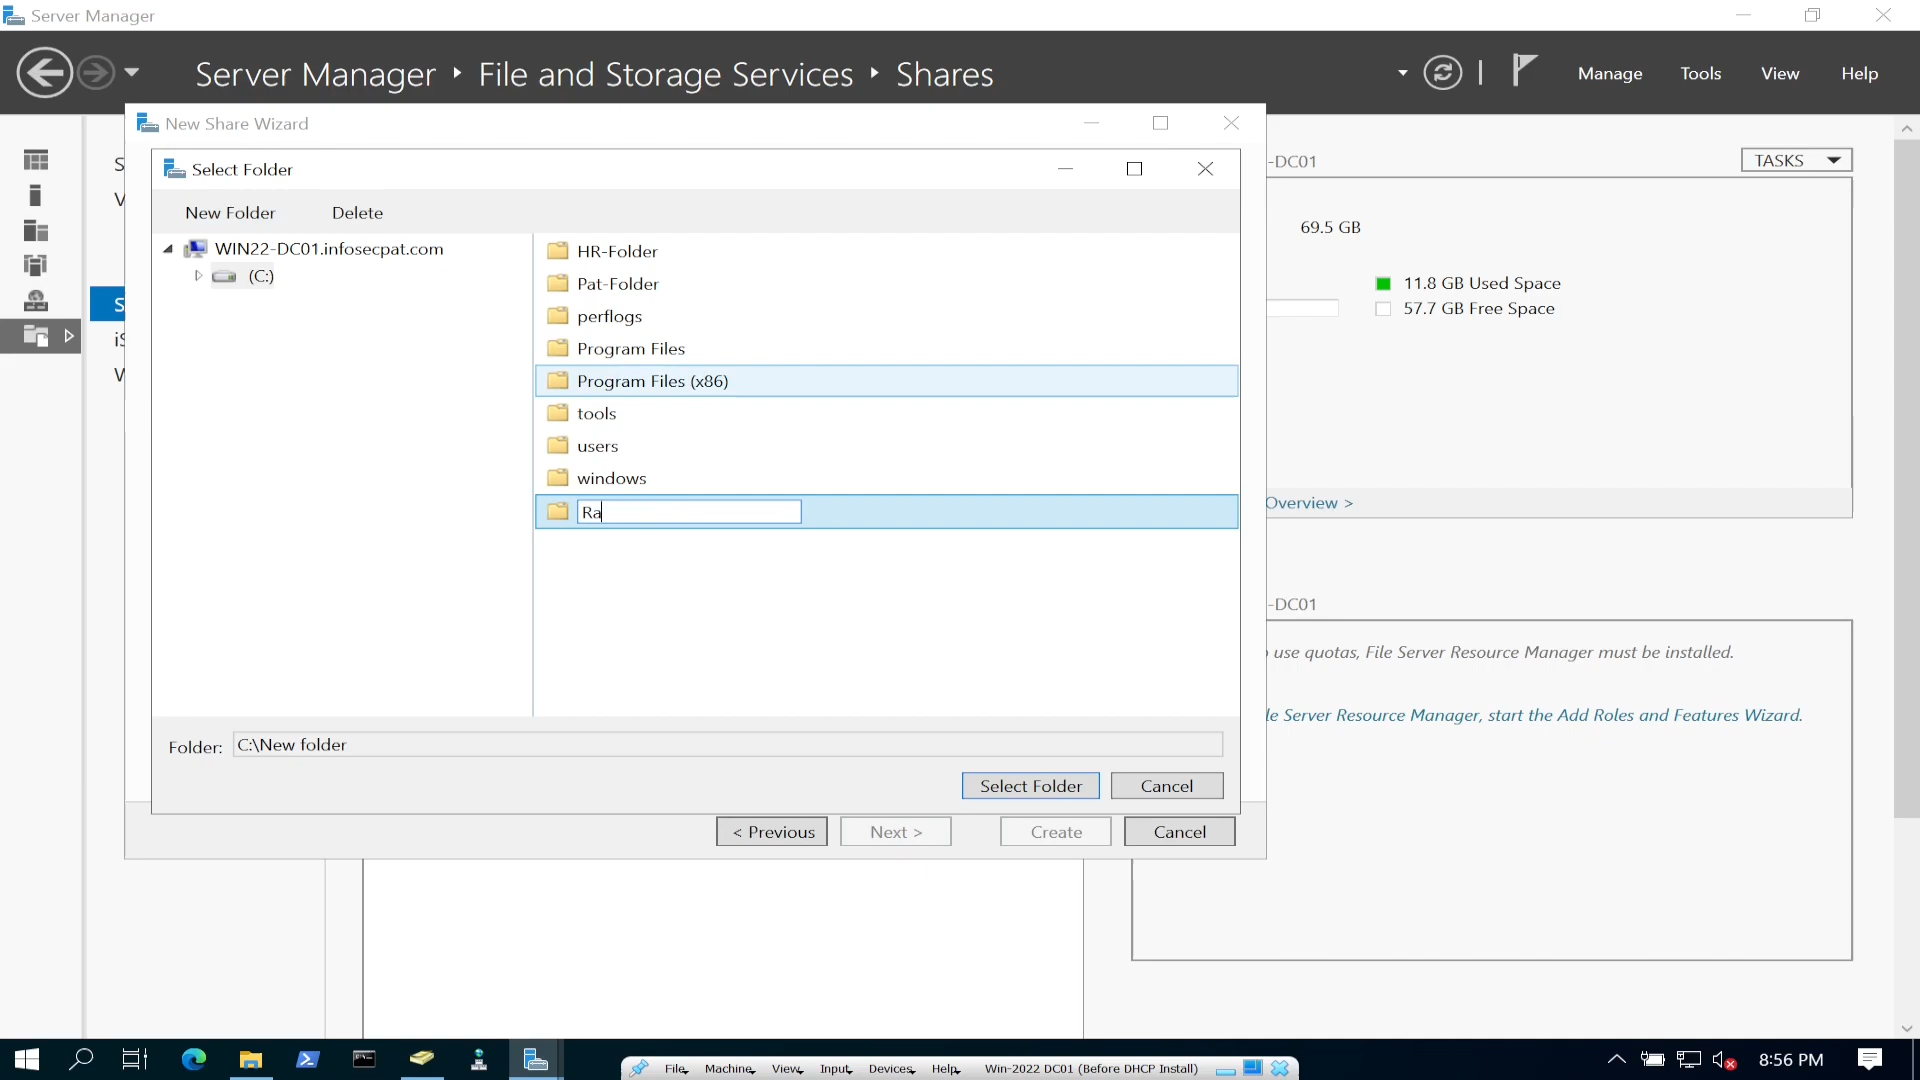 Server Manager
Server Manager
File and Storage Services
Shares
Manage
Tools
View
Help
New Share Wizard
Select Folder
New Folder
Delete
WIN22-DC01.infosecpat.com
(C:)
HR-Folder
Pat-Folder
perflogs
Program Files
Program Files (x86)
tools
users
windows
Ra
Folder: C:\New folder
Select Folder
Cancel
< Previous
Next >
Create
Cancel
-DC01
TASKS
69.5 GB
11.8 GB Used Space
57.7 GB Free Space
Overview >
-DC01
use quotas, File Server Resource Manager must be installed.
le Server Resource Manager, start the Add Roles and Features Wizard.
S
V
S
iS
W
File
Machine
View
Input
Devices
Help
Win-2022 DC01 (Before DHCP Install)
8:56 PM